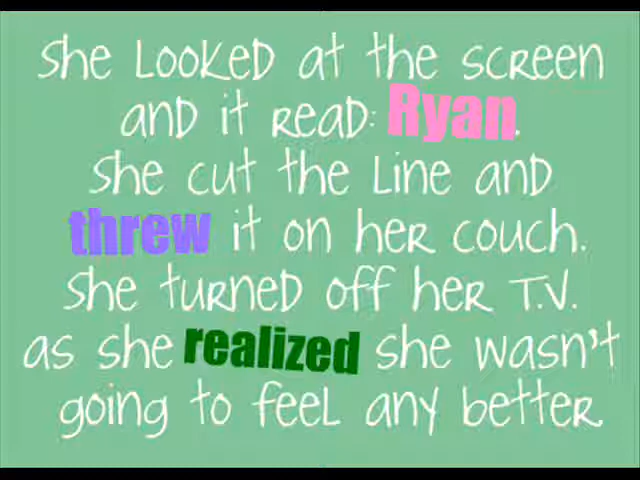 She looked at the screen
and it read: Ryan.
She cut the line and
threw it on her couch.
She turned off her T.V.
as she realized she wasn't
going to feel any better.